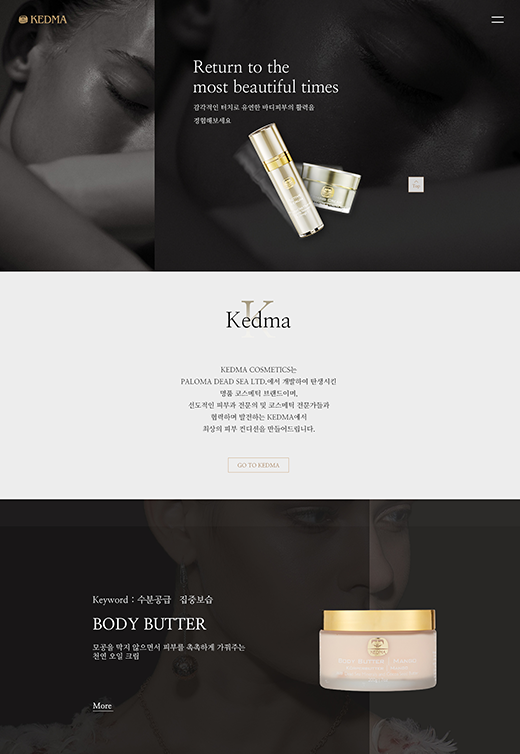 KEDMA
Return to the
most beautiful times
감각적인 터치로 유연한 바디피부의 활력을
경험해보세요
K
Kedma
KEDMA COSMETICS는
PALOMA DEAD SEA LTD.에서 개발하여 탄생시킨
명품 코스메틱 브랜드이며,
선도적인 피부과 전문의 및 코스메틱 전문가들과
협력하며 발전하는 KEDMA에서
최상의 피부 컨디션을 만들어드립니다.
GO TO KEDMA
Keyword : 수분공급 집중보습
BODY BUTTER
모공을 막지 않으면서 피부를 촉촉하게 가꿔주는
천연 오일 크림
More
KEDMA
BODY BUTTER